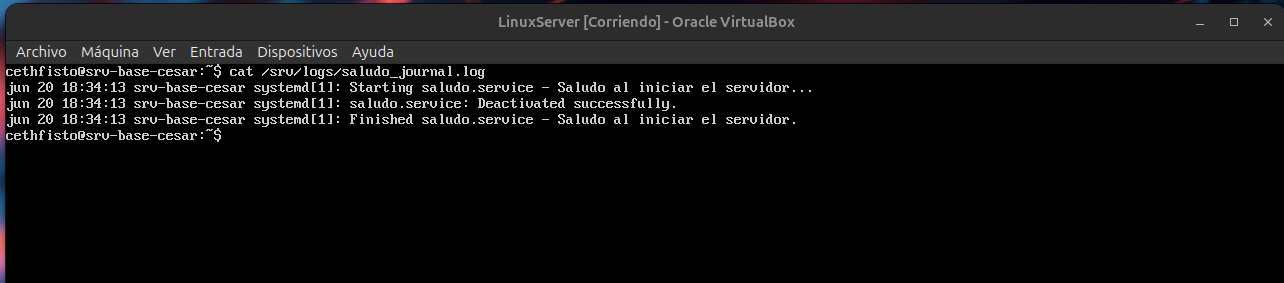 LinuxServer [Corriendo] - Oracle VirtualBox
Archivo Máquina Ver Entrada Dispositivos Ayuda
cethfisto@srv-base-cesar:~$ cat /srv/logs/saludo_journal.log
jun 20 18:34:13 srv-base-cesar systemd[1]: Starting saludo.service - Saludo al iniciar el servidor...
jun 20 18:34:13 srv-base-cesar systemd[1]: saludo.service: Deactivated successfully.
jun 20 18:34:13 srv-base-cesar systemd[1]: Finished saludo.service - Saludo al iniciar el servidor.
cethfisto@srv-base-cesar:~$